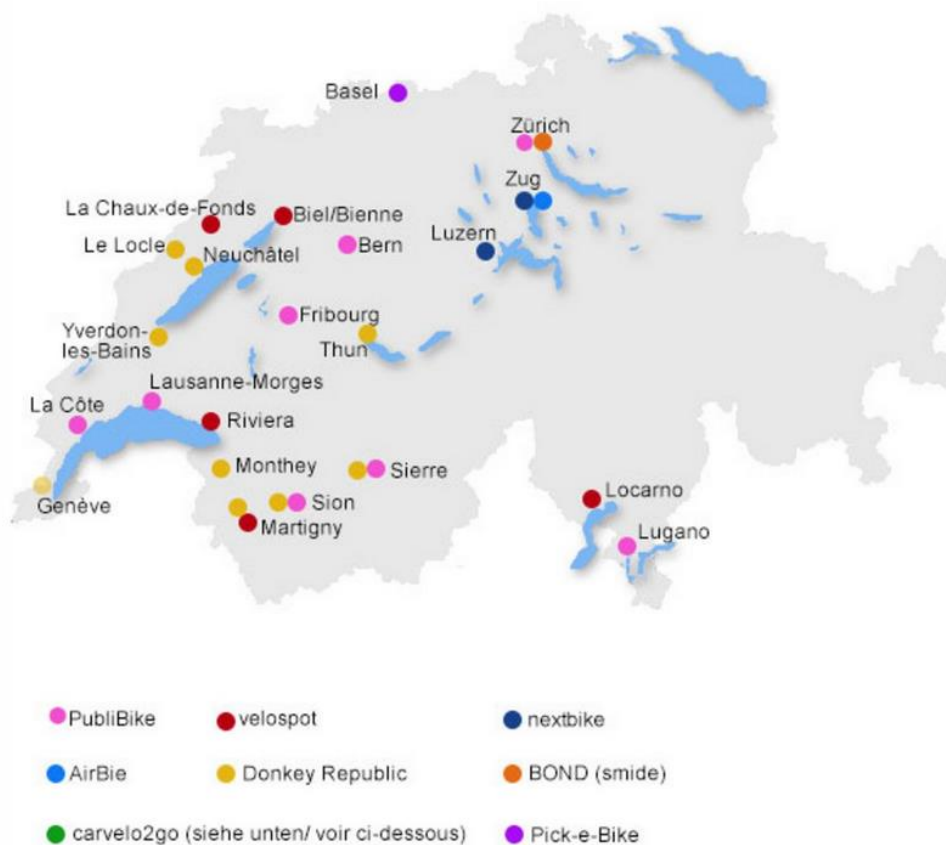 Basel
Zürich
Zug
La Chaux-de-Fonds
Biel/Bienne
Luzern
Le Locle
Bern
Neuchâtel
Fribourg
Yverdon-
les-Bains
Thun
Lausanne-Morges
La Côte
Riviera
Monthey
Sierre
Genève
Sion
Martigny
Locarno
Lugano
PubliBike
velospot
nextbike
AirBie
Donkey Republic
BOND (smide)
carvelo2go (siehe unten/ voir ci-dessous)
Pick-e-Bike